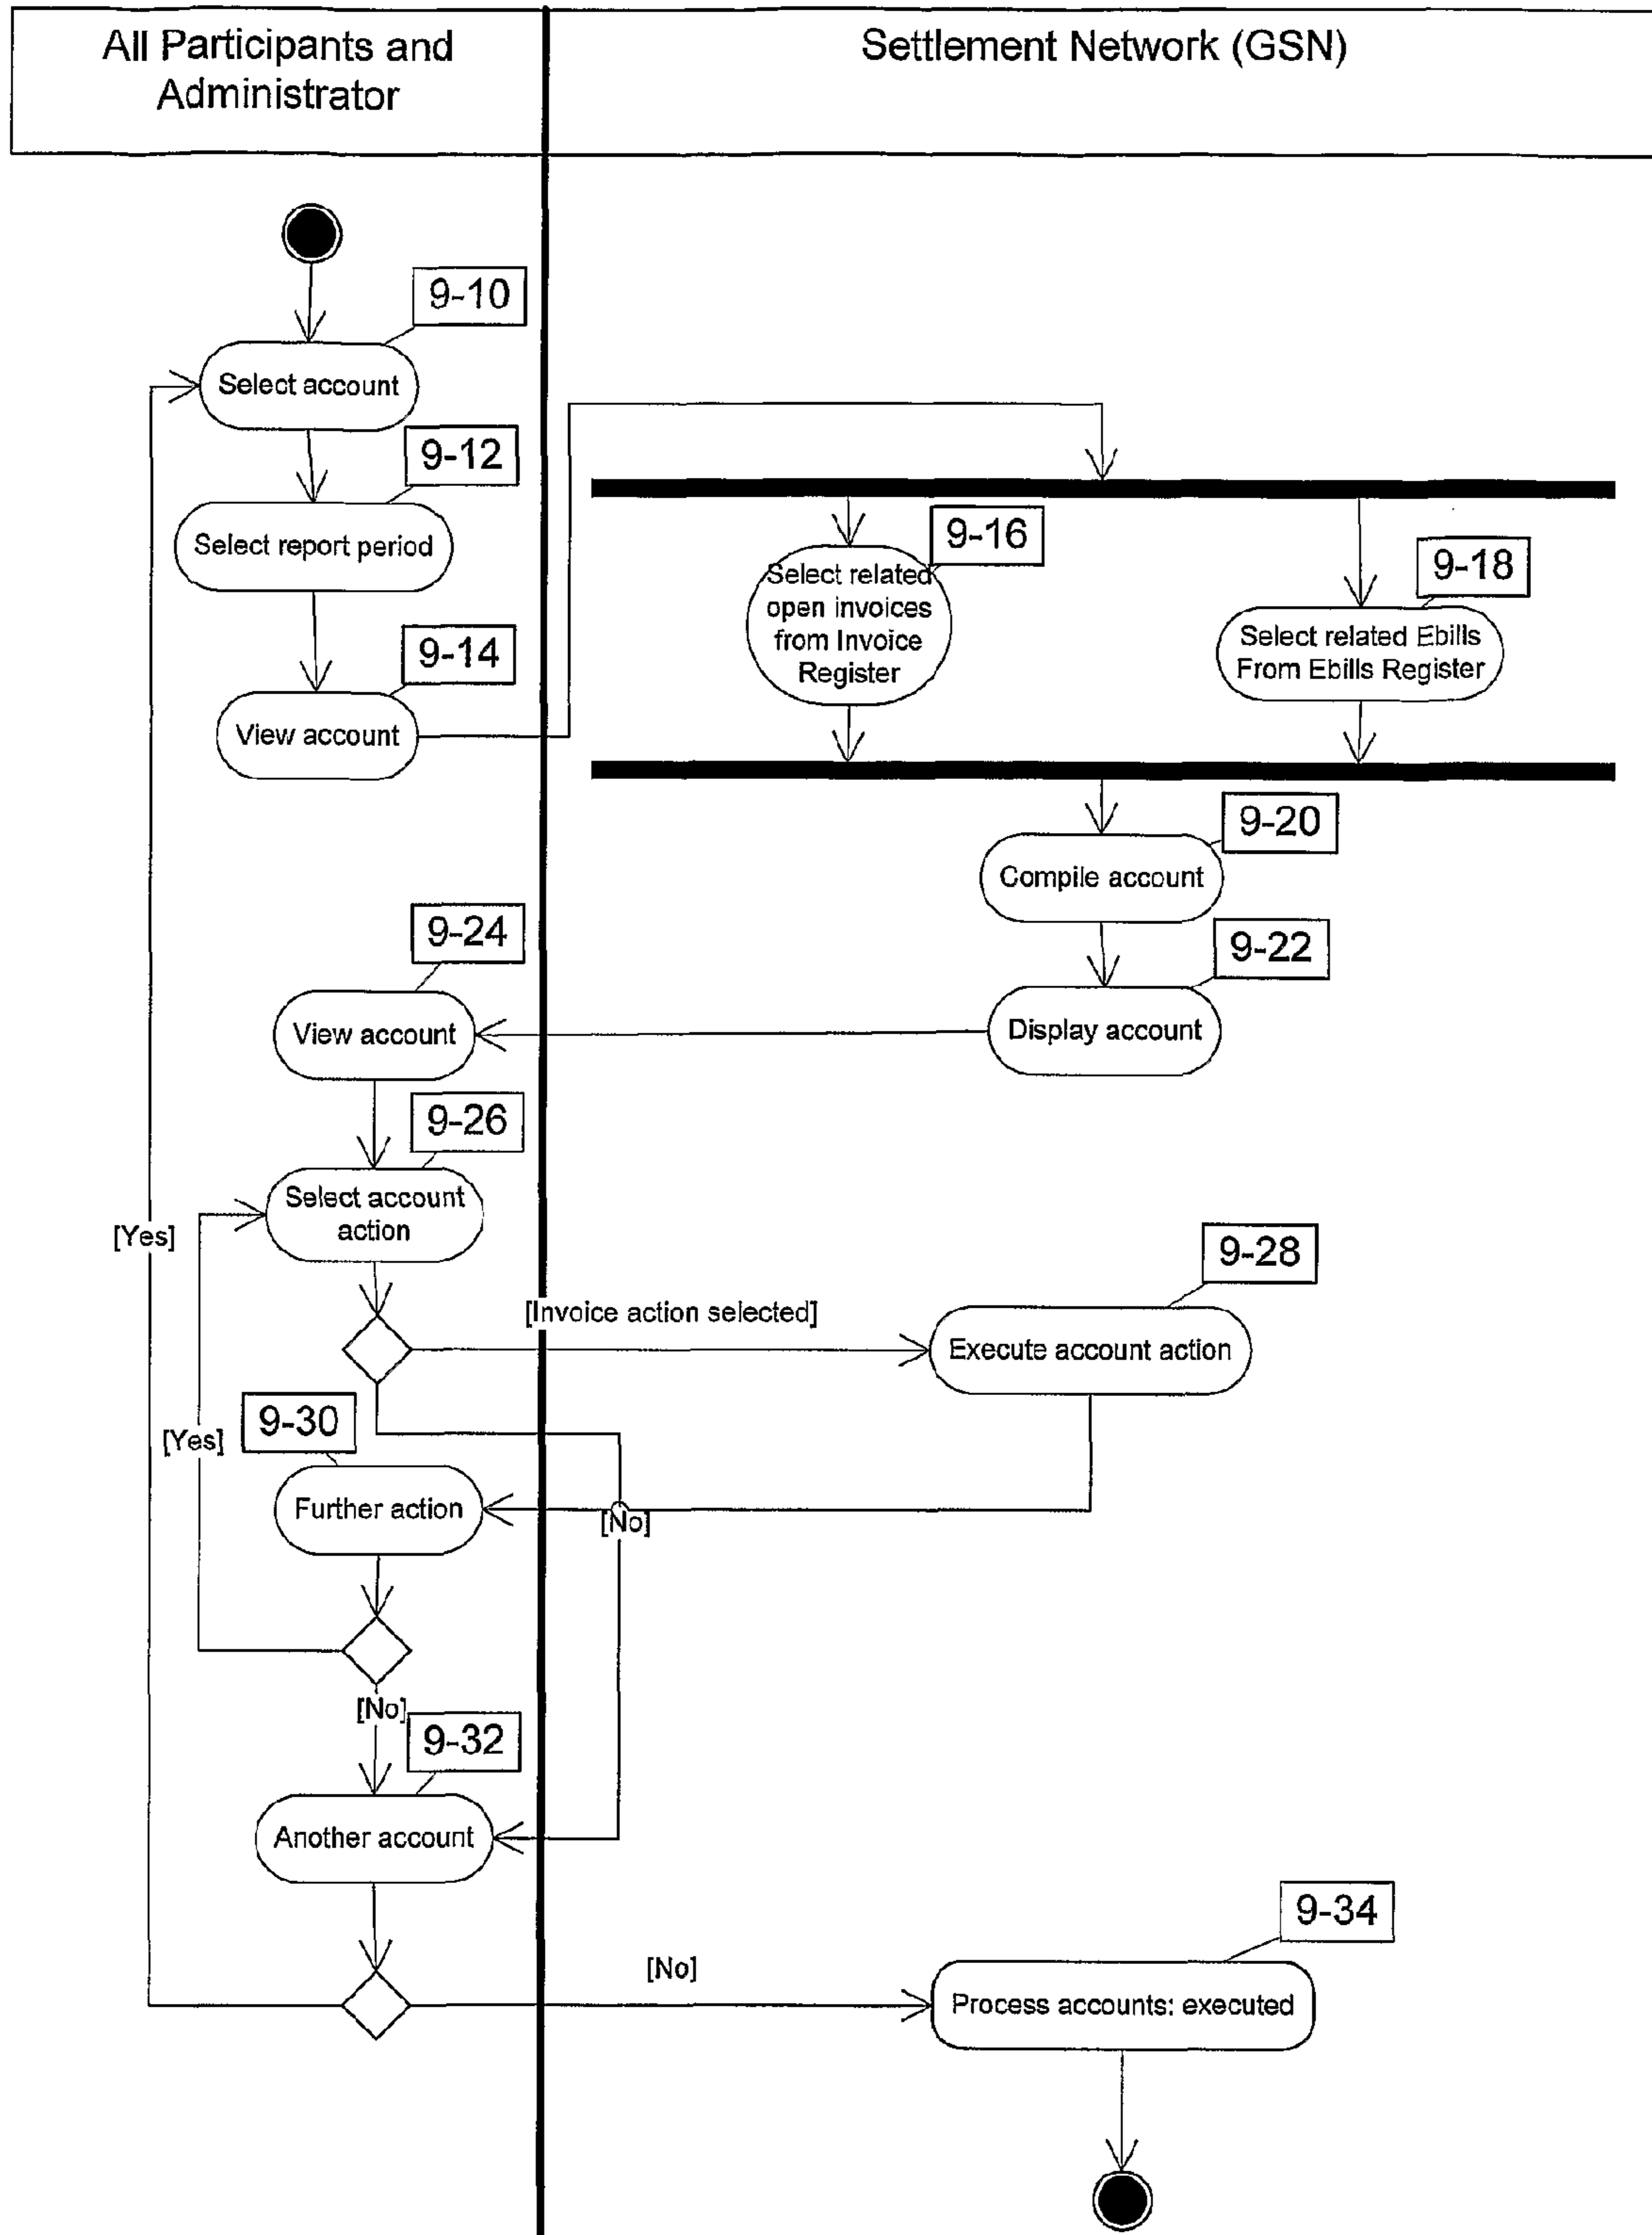 All Participants and
Administrator
Settlement Network (GSN)
9-10
Select account
9-12
Select report period
9-14
View account
9-16
Select related
open invoices
from Invoice
Register
9-18
Select related Ebills
From Ebills Register
9-20
Compile account
9-22
Display account
9-24
View account
9-26
Select account
action
[Yes]
[Invoice action selected]
9-28
Execute account action
9-30
[Yes]
Further action
[No]
[No]
9-32
Another account
[No]
9-34
Process accounts: executed